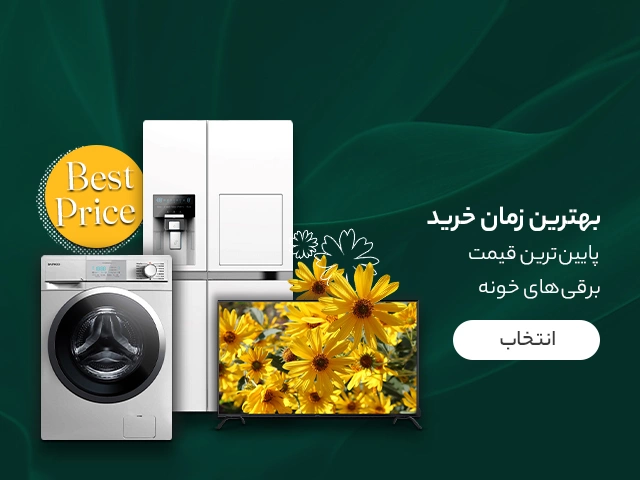 Best
Price
بهترین زمان خرید
پایین‌ترین قیمت
برقی‌های خونه
انتخاب